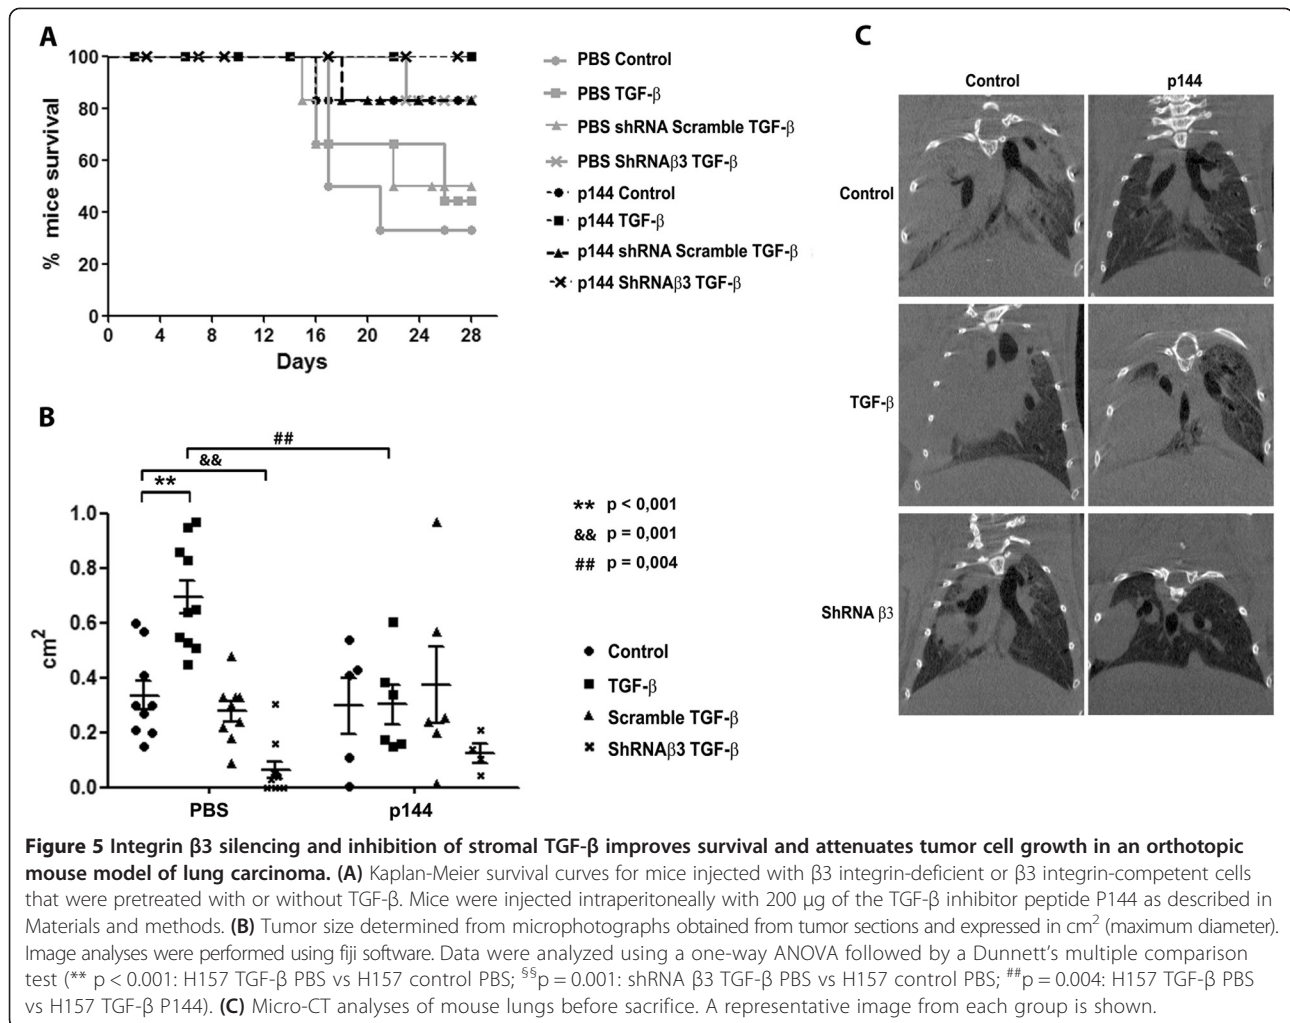 A
% mice survival
100
80
60
40
20
0
0 4 8 12 16 20 24 28
Days
PBS Control
PBS TGF-β
PBS shRNA Scramble TGF-β
PBS ShRNAβ3 TGF-β
p144 Control
p144 TGF-β
p144 shRNA Scramble TGF-β
p144 ShRNAβ3 TGF-β
B
##
&&
**
cm²
1.0
0.8
0.6
0.4
0.2
0.0
PBS p144
** p < 0,001
&& p = 0,001
## p = 0,004
Control
TGF-β
Scramble TGF-β
ShRNAβ3 TGF-β
C
Control p144
Control
TGF-β
ShRNA β3
Figure 5 Integrin β3 silencing and inhibition of stromal TGF-β improves survival and attenuates tumor cell growth in an orthotopic
mouse model of lung carcinoma. (A) Kaplan-Meier survival curves for mice injected with β3 integrin-deficient or β3 integrin-competent cells
that were pretreated with or without TGF-β. Mice were injected intraperitoneally with 200 μg of the TGF-β inhibitor peptide P144 as described in
Materials and methods. (B) Tumor size determined from microphotographs obtained from tumor sections and expressed in cm² (maximum diameter).
Image analyses were performed using fiji software. Data were analyzed using a one-way ANOVA followed by a Dunnett's multiple comparison
test (** p < 0.001: H157 TGF-β PBS vs H157 control PBS; §§p = 0.001: shRNA β3 TGF-β PBS vs H157 control PBS; ##p = 0.004: H157 TGF-β PBS
vs H157 TGF-β P144). (C) Micro-CT analyses of mouse lungs before sacrifice. A representative image from each group is shown.